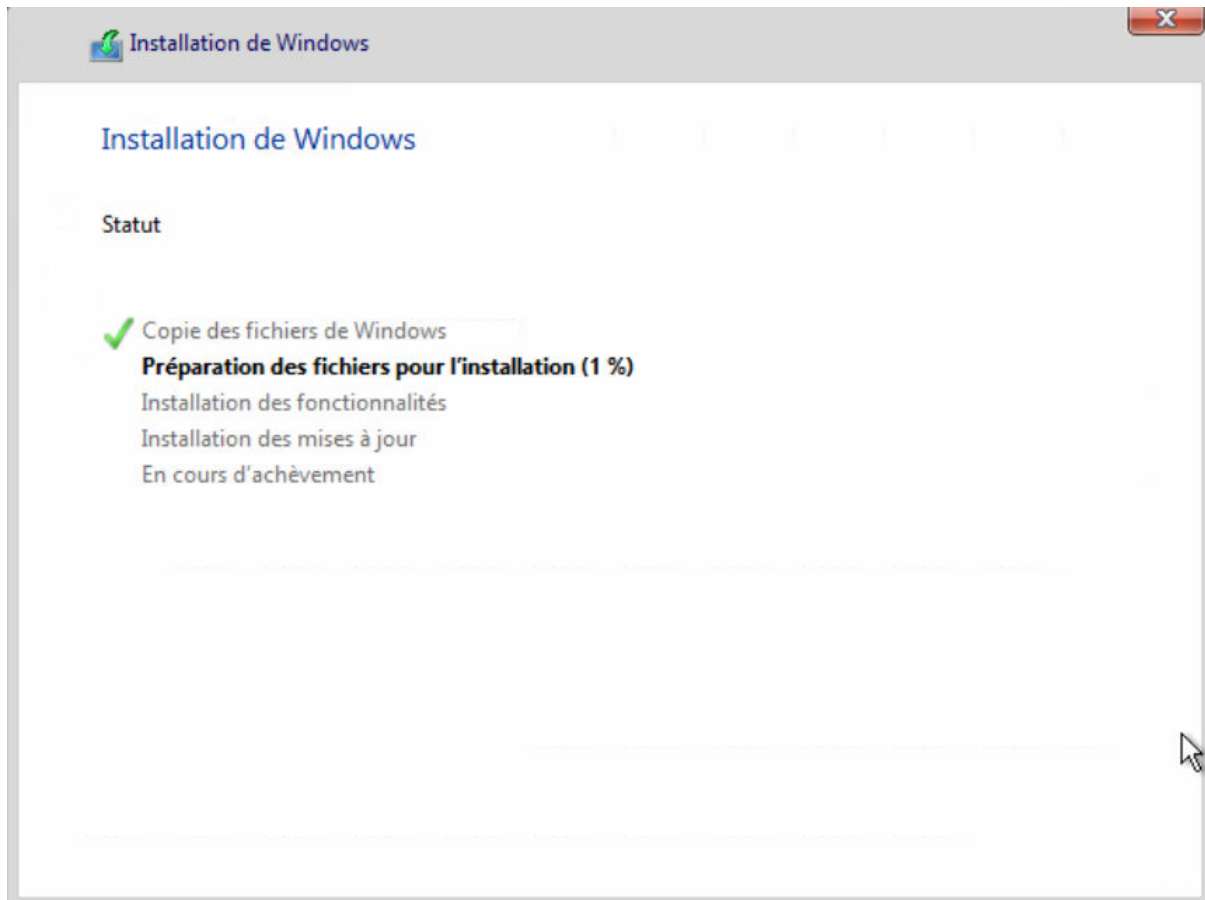 Installation de Windows
Installation de Windows
Statut
Copie des fichiers de Windows
Préparation des fichiers pour l'installation (1 %)
Installation des fonctionnalités
Installation des mises à jour
En cours d'achèvement